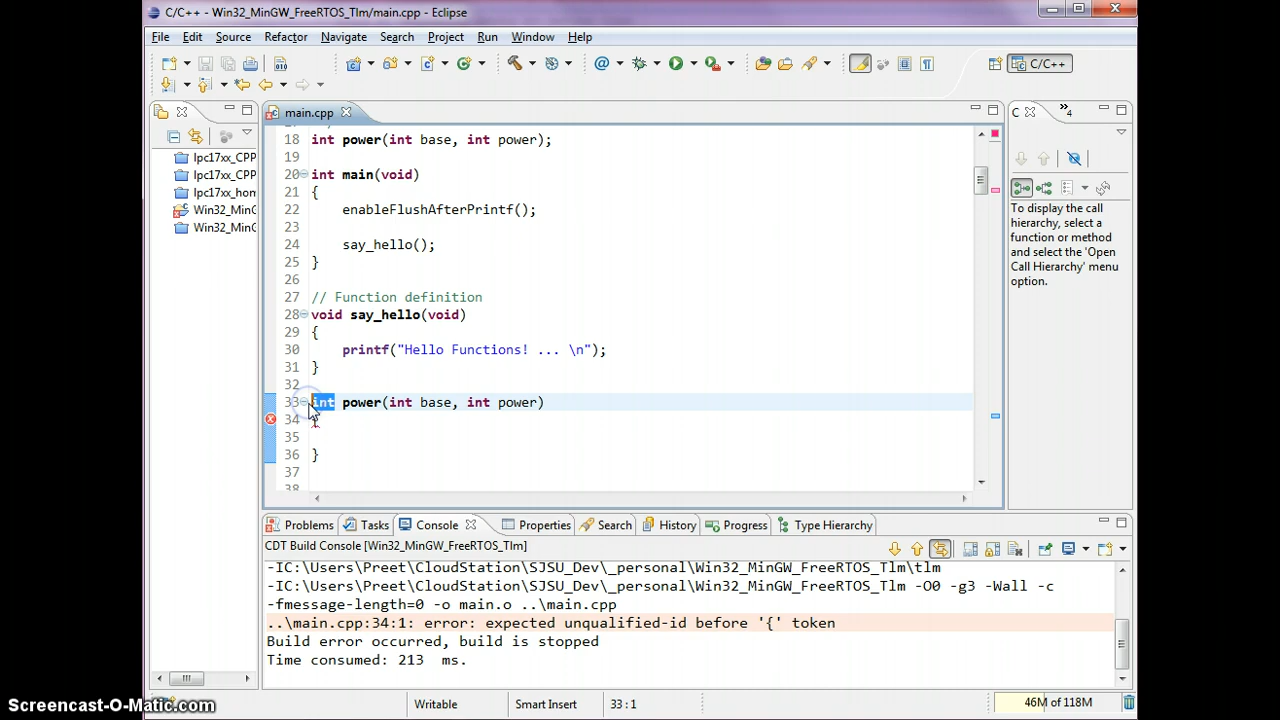 C/C++ - Win32_MinGW_FreeRTOS_Tlm/main.cpp - Eclipse
File Edit Source Refactor Navigate Search Project Run Window Help
C/C++
main.cpp
C
4
18 int power(int base, int power);
19
20 int main(void)
21 {
22 enableFlushAfterPrintf();
23
24 say_hello();
25 }
26
27 // Function definition
28 void say_hello(void)
29 {
30 printf("Hello Functions! ... \n");
31 }
32
33 int power(int base, int power)
34
35
36 }
37
38
lpc17xx_CPP
lpc17xx_CPP
lpc17xx_hom
Win32_MinG
Win32_MinG
To display the call
hierarchy, select a
function or method
and select the 'Open
Call Hierarchy' menu
option.
Problems Tasks Console Properties Search History Progress Type Hierarchy
CDT Build Console [Win32_MinGW_FreeRTOS_Tlm]
-IC:\Users\Preet\CloudStation\SJSU_Dev\_personal\Win32_MinGW_FreeRTOS_Tlm\tlm
-IC:\Users\Preet\CloudStation\SJSU_Dev\_personal\Win32_MinGW_FreeRTOS_Tlm -O0 -g3 -Wall -c
-fmessage-length=0 -o main.o ..\main.cpp
..\main.cpp:34:1: error: expected unqualified-id before '{' token
Build error occurred, build is stopped
Time consumed: 213 ms.
Writable Smart Insert 33 : 1 46M of 118M
Screencast-O-Matic.com